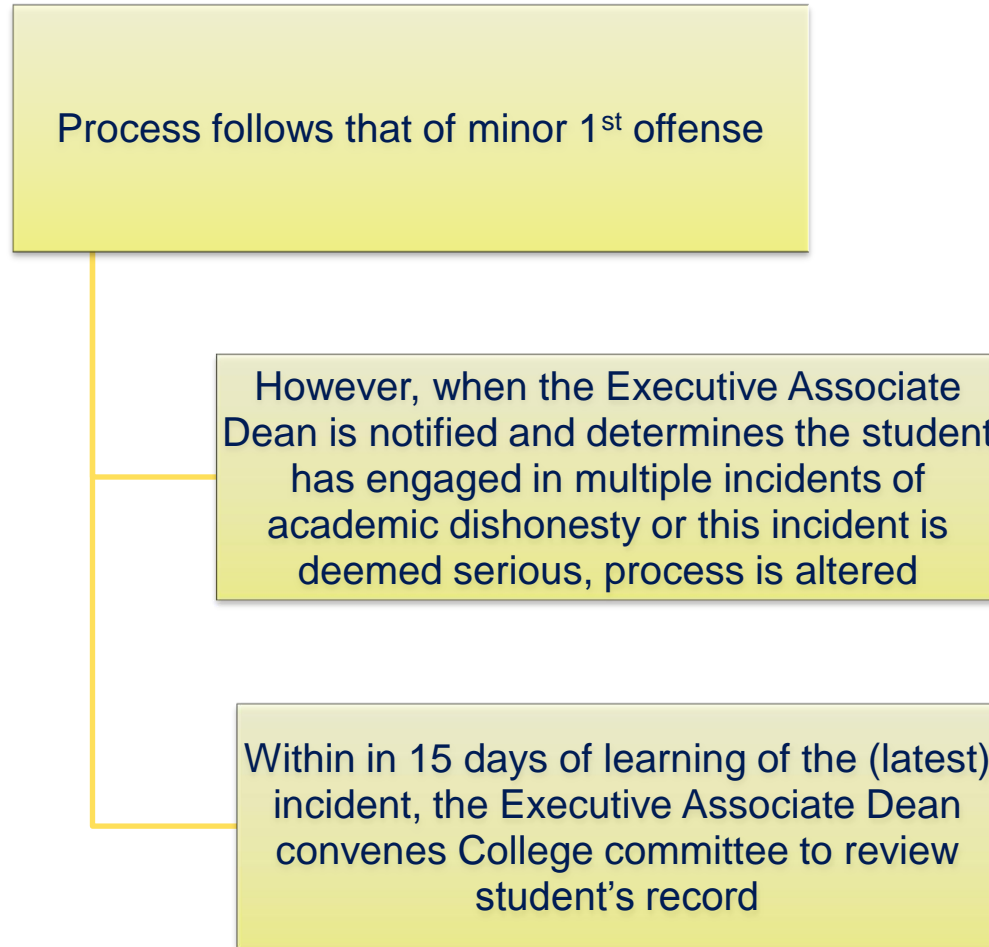 Process follows that of minor 1st offense
However, when the Executive Associate
Dean is notified and determines the student
has engaged in multiple incidents of
academic dishonesty or this incident is
deemed serious, process is altered
Within in 15 days of learning of the (latest)
incident, the Executive Associate Dean
convenes College committee to review
student's record